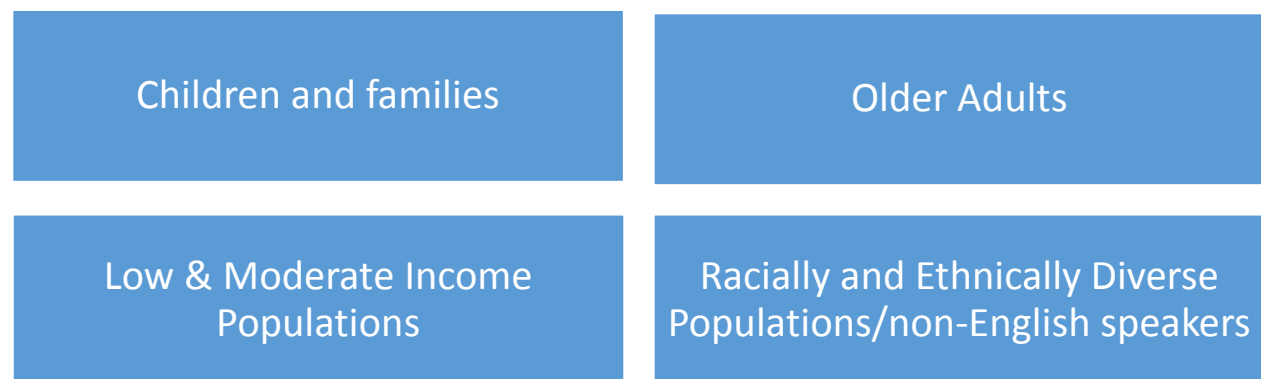 Children and families
Older Adults
Low & Moderate Income
Populations
Racially and Ethnically Diverse
Populations/non-English speakers